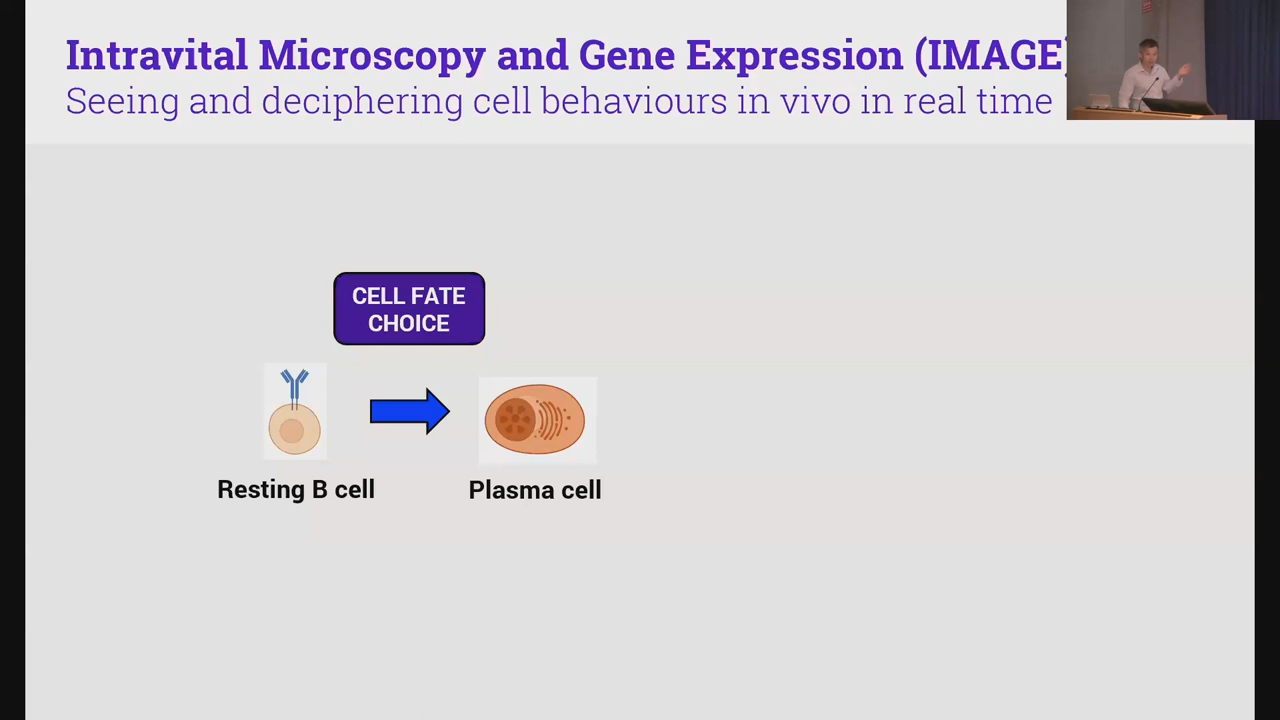 Intravital Microscopy and Gene Expression (IMAGE)
Seeing and deciphering cell behaviours in vivo in real time
CELL FATE
CHOICE
Resting B cell
Plasma cell